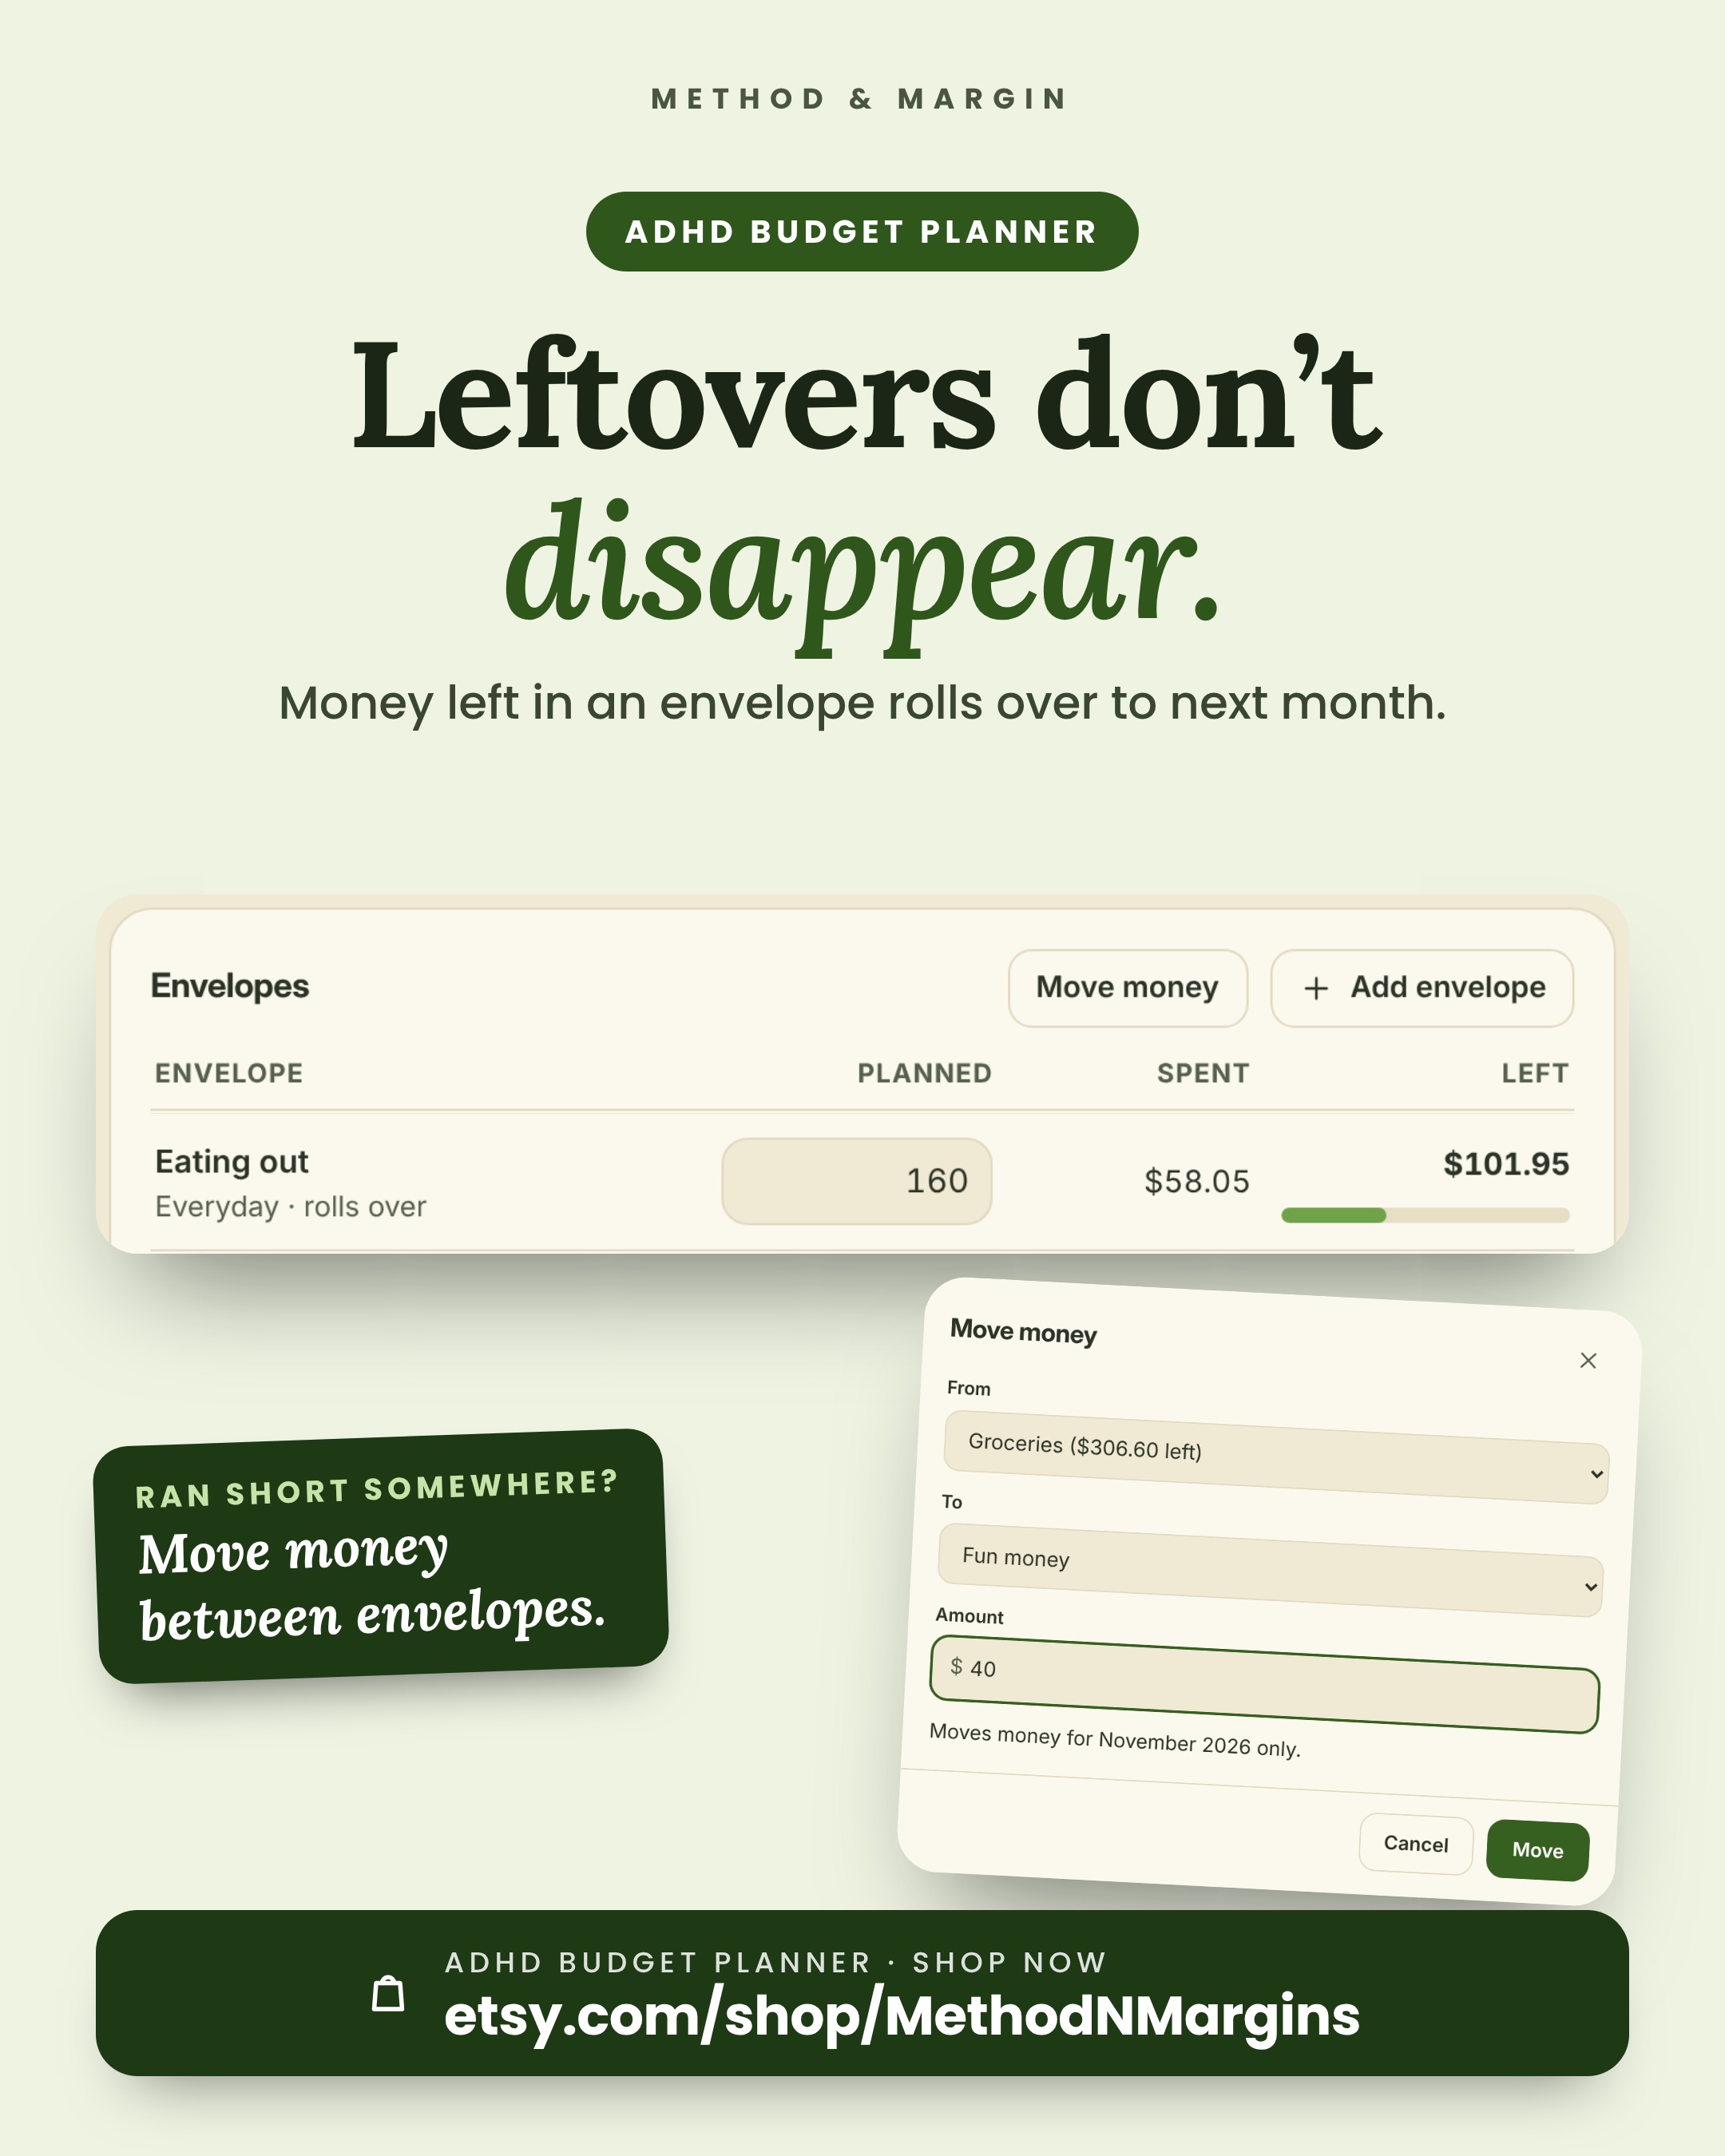 METHOD & MARGIN
ADHD BUDGET PLANNER
Leftovers don’t
disappear.
Money left in an envelope rolls over to next month.
Envelopes
Move money
+ Add envelope
ENVELOPE PLANNED SPENT LEFT
Eating out 160 $58.05 $101.95
Everyday · rolls over
Move money
From
Groceries ($306.60 left)
To
Fun money
Amount
$ 40
Moves money for November 2026 only.
Cancel
Move
RAN SHORT SOMEWHERE?
Move money
between envelopes.
ADHD BUDGET PLANNER · SHOP NOW
etsy.com/shop/MethodNMargins